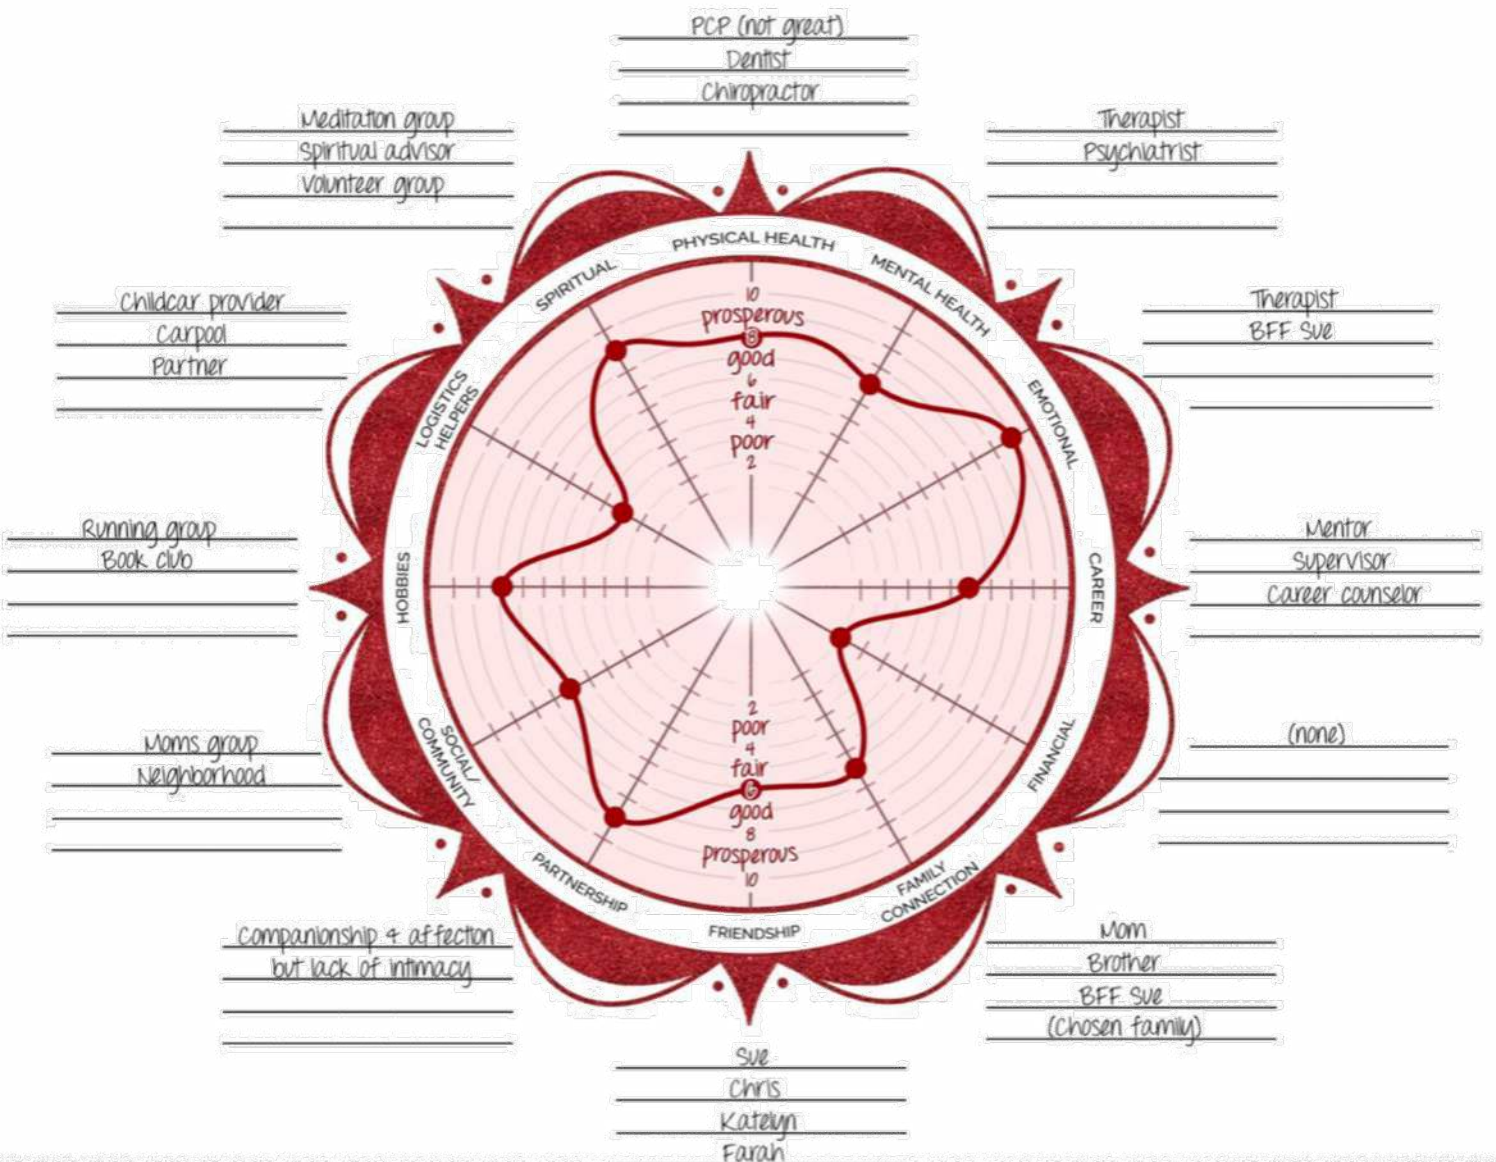 PCP (not great)
Dentist
Chiropractor
Meditation group
Spiritual advisor
Volunteer group
Therapist
Psychiatrist
Childcar provider
Carpool
Partner
Therapist
BFF Sue
Running group
Book club
Mentor
Supervisor
Career counselor
Moms group
Neighborhood
(none)
Companionship & affection
but lack of intimacy
Mom
Brother
BFF Sue
(Chosen family)
Sue
Chris
Katelyn
Farah
PHYSICAL HEALTH
MENTAL HEALTH
EMOTIONAL
CAREER
FINANCIAL
FAMILY
CONNECTION
FRIENDSHIP
PARTNERSHIP
SOCIAL/
COMMUNITY
HOBBIES
LOGISTICS
HELPERS
SPIRITUAL
10
prosperous
8
good
6
fair
4
poor
2
2
poor
4
fair
6
good
8
prosperous
10